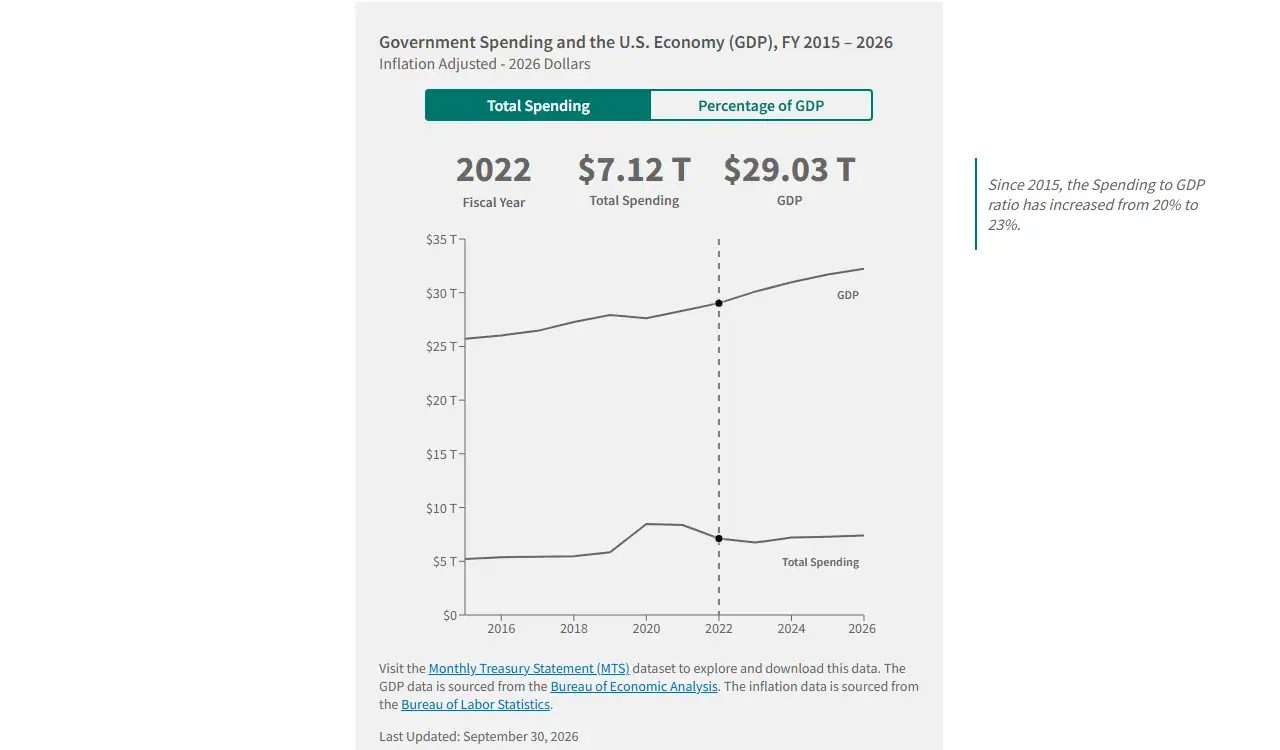 Government Spending and the U.S. Economy (GDP), FY 2015 – 2026
Inflation Adjusted - 2026 Dollars
Total Spending
Percentage of GDP
2022
Fiscal Year
$7.12 T
Total Spending
$29.03 T
GDP
Since 2015, the Spending to GDP
ratio has increased from 20% to
23%.
$35 T
$30 T
$25 T
$20 T
$15 T
$10 T
$5 T
$0
GDP
Total Spending
2016
2018
2020
2022
2024
2026
Visit the Monthly Treasury Statement (MTS) dataset to explore and download this data. The
GDP data is sourced from the Bureau of Economic Analysis. The inflation data is sourced from
the Bureau of Labor Statistics.
Last Updated: September 30, 2026